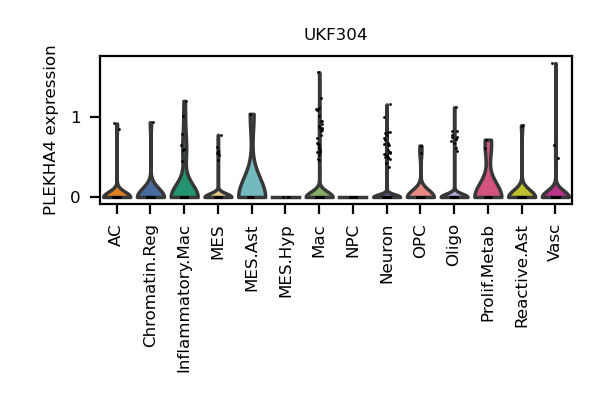 UKF304
PLEKHA4 expression
1
0
AC
Chromatin.Reg
Inflammatory.Mac
MES
MES.Ast
MES.Hyp
Mac
NPC
Neuron
OPC
Oligo
Prolif.Metab
Reactive.Ast
Vasc